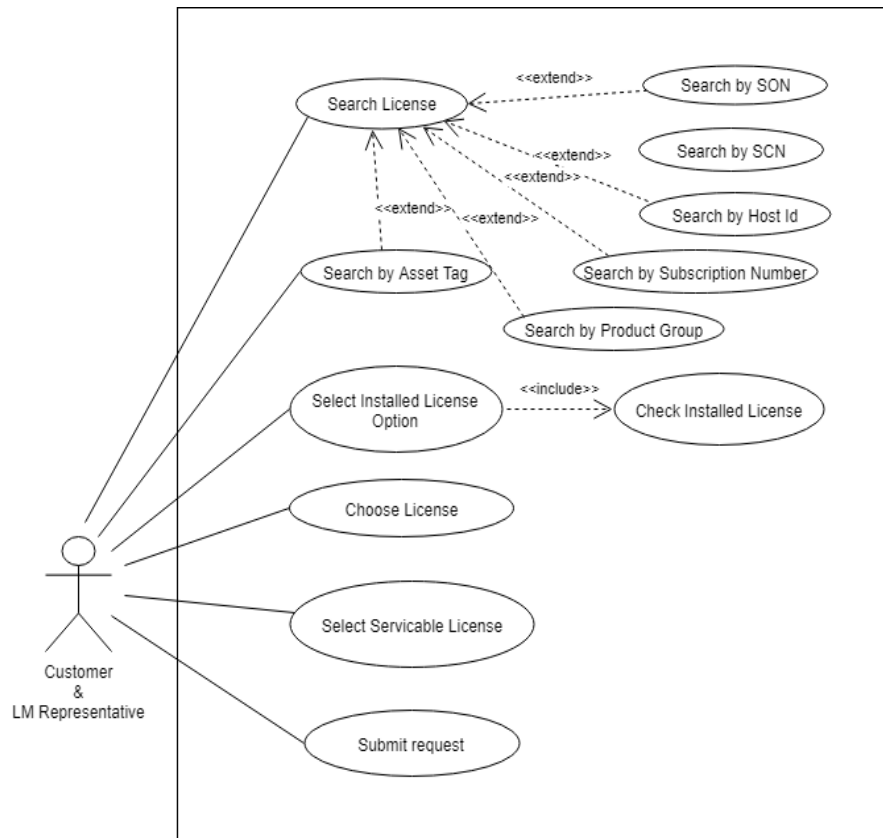 <<extend>>
Search by SON
Search License
Search by SCN
<<extend>>
<<extend>>
<<extend>>
<<extend>>
Search by Host Id
Search by Asset Tag
Search by Subscription Number
Search by Product Group
Select Installed License
Option
<<include>>
Check Installed License
Choose License
Select Servicable License
Customer
&
LM Representative
Submit request